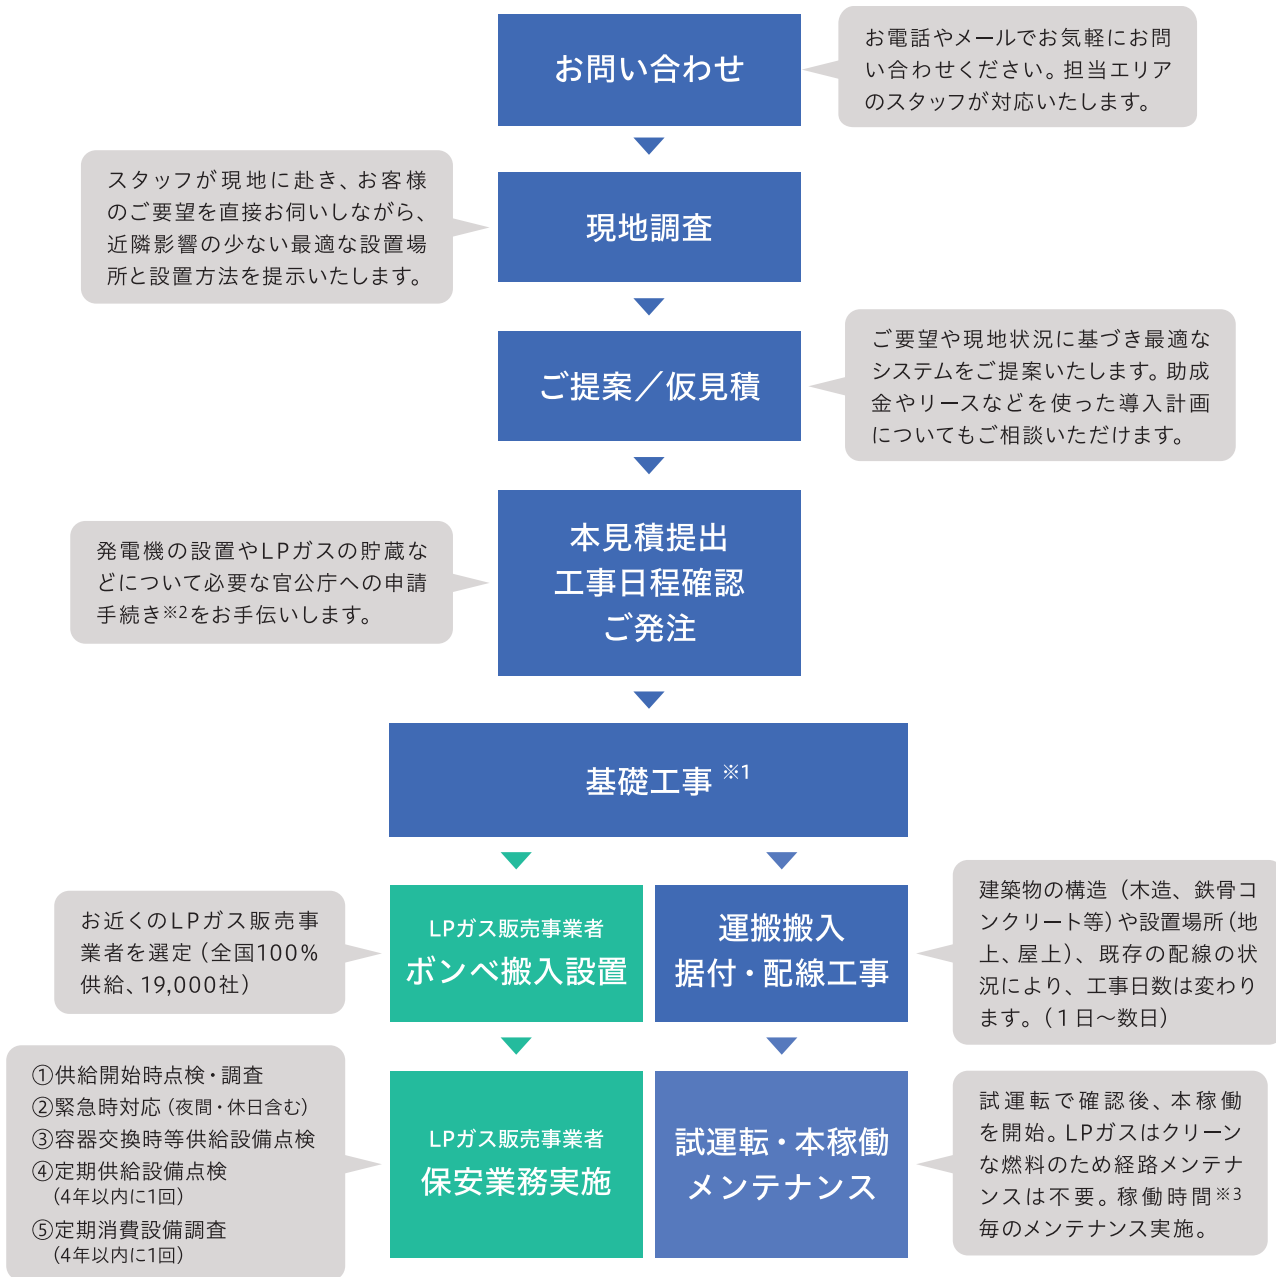 お問い合わせ
お電話やメールでお気軽にお問
い合わせください。担当エリア
のスタッフが対応いたします。
スタッフが現地に赴き、お客様
のご要望を直接お伺いしながら、
近隣影響の少ない最適な設置場
所と設置方法を提示いたします。
現地調査
ご提案／仮見積
ご要望や現地状況に基づき最適な
システムをご提案いたします。助成
金やリースなどを使った導入計画
についてもご相談いただけます。
発電機の設置やLPガスの貯蔵な
どについて必要な官公庁への申請
手続き※2をお手伝いします。
本見積提出
工事日程確認
ご発注
基礎工事※1
お近くのLPガス販売事
業者を選定（全国100%
供給、19,000社）
LPガス販売事業者
ボンベ搬入設置
運搬搬入
据付・配線工事
建築物の構造（木造、鉄骨コ
ンクリート等）や設置場所（地
上、屋上）、既存の配線の状
況により、工事日数は変わり
ます。（1日〜数日）
①供給開始時点検・調査
②緊急時対応（夜間・休日含む）
③容器交換時等供給設備点検
④定期供給設備点検
（4年以内に1回）
⑤定期消費設備調査
（4年以内に1回）
LPガス販売事業者
保安業務実施
試運転・本稼働
メンテナンス
試運転で確認後、本稼働
を開始。LPガスはクリーン
な燃料のため経路メンテナ
ンスは不要。稼働時間※3
毎のメンテナンス実施。